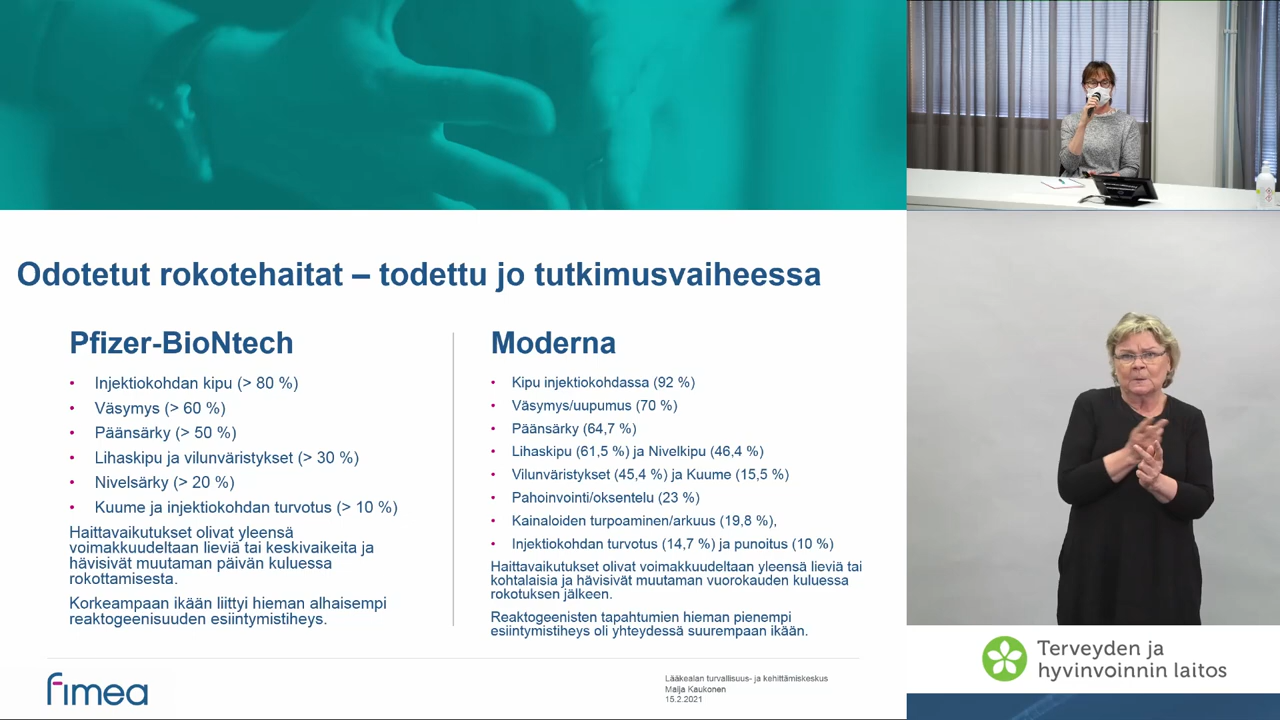 Odotetut rokotehaitat – todettu jo tutkimusvaiheessa
Pfizer-BioNtech
• Injektiokohdan kipu (> 80 %)
• Väsymys (> 60 %)
• Päänsärky (> 50 %)
• Lihaskipu ja vilunväristykset (> 30 %)
• Nivelsärky (> 20 %)
• Kuume ja injektiokohdan turvotus (> 10 %)
Haittavaikutukset olivat yleensä
voimakkuudeltaan lieviä tai keskivaikeita ja
hävisivät muutaman päivän kuluessa
rokottamisesta.
Korkeampaan ikään liittyi hieman alhaisempi
reaktogeenisuuden esiintymistiheys.
Moderna
• Kipu injektiokohdassa (92 %)
• Väsymys/uupumus (70 %)
• Päänsärky (64,7 %)
• Lihaskipu (61,5 %) ja Nivelkipu (46,4 %)
• Vilunväristykset (45,4 %) ja Kuume (15,5 %)
• Pahoinvointi/oksentelu (23 %)
• Kainaloiden turpoaminen/arkuus (19,8 %),
• Injektiokohdan turvotus (14,7 %) ja punoitus (10 %)
Haittavaikutukset olivat voimakkuudeltaan yleensä lieviä tai
kohtalaisia ja hävisivät muutaman vuorokauden kuluessa
rokotuksen jälkeen.
Reaktogeenisten tapahtumien hieman pienempi
esiintymistiheys oli yhteydessä suurempaan ikään.
fimea
Lääkealan turvallisuus- ja kehittämiskeskus
Maija Kaukonen
15.2.2021
Terveyden ja
hyvinvoinnin laitos